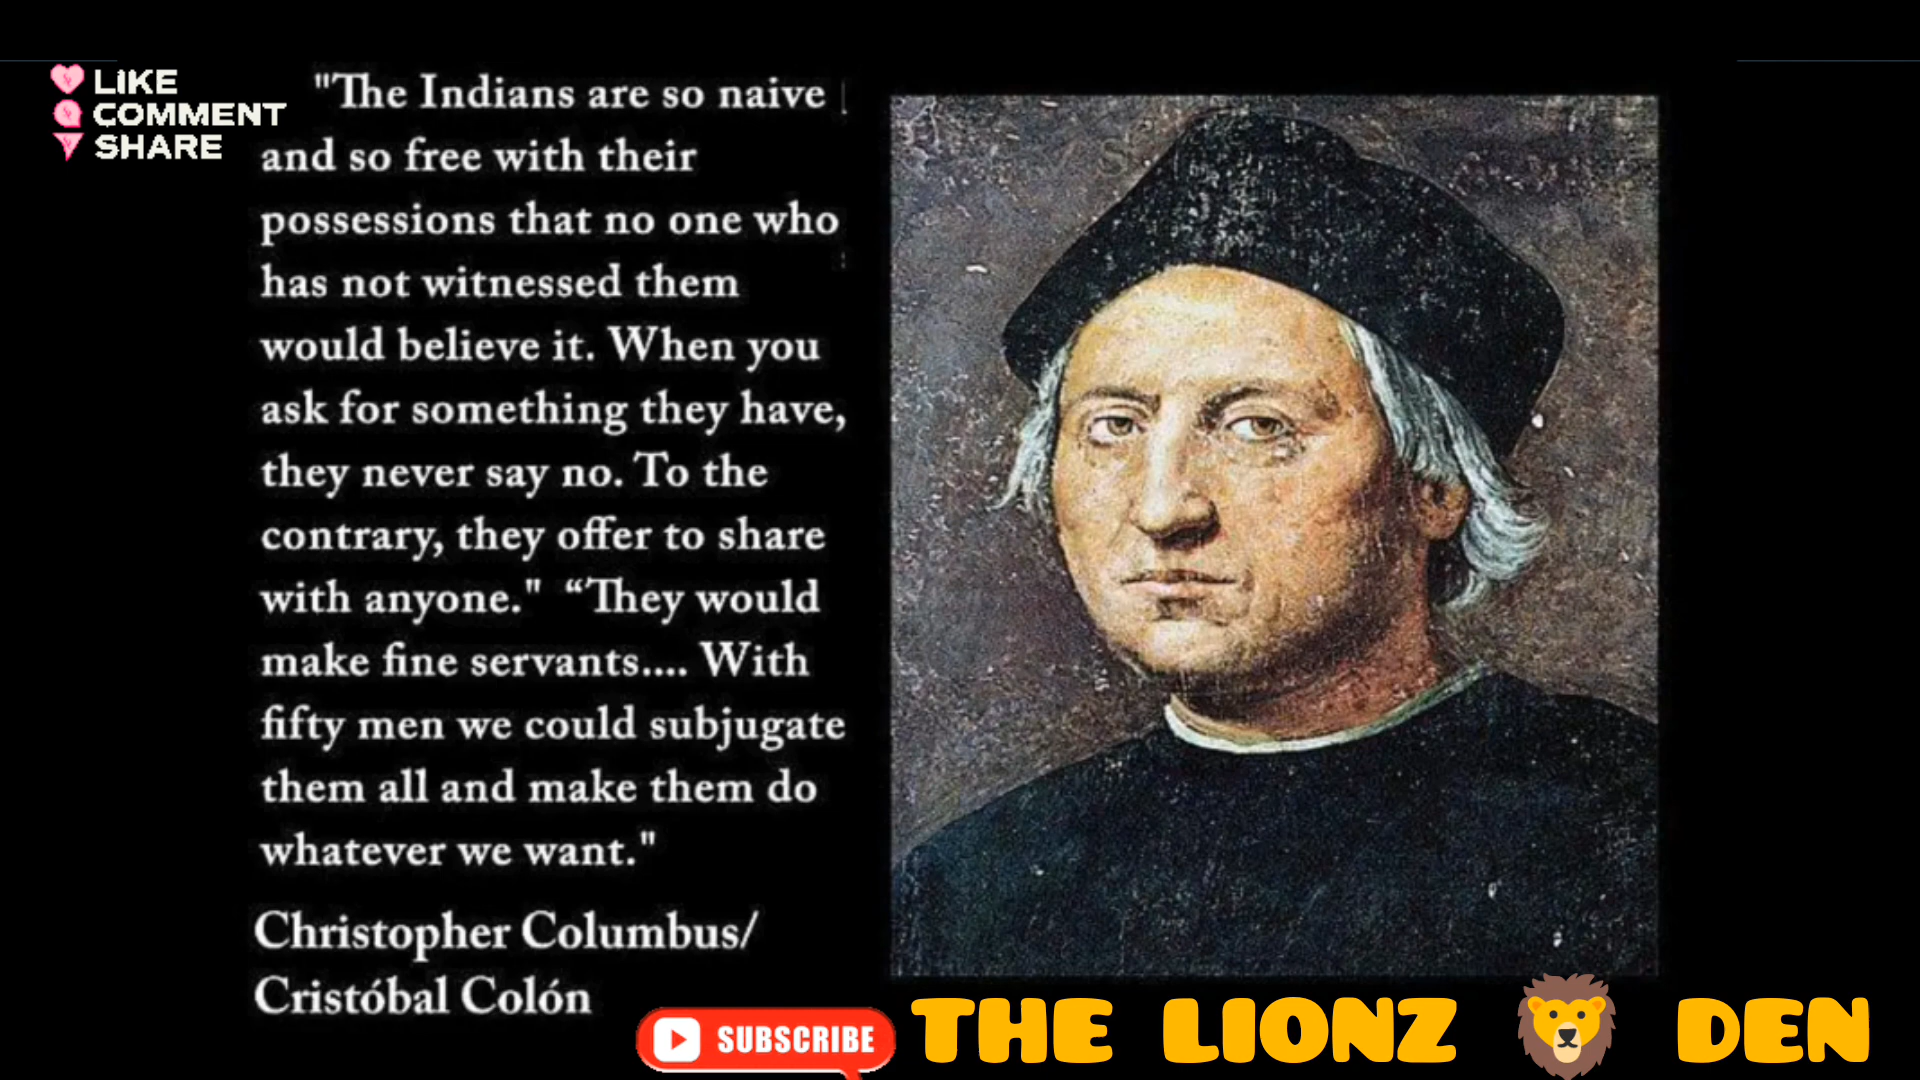 LIKE
COMMENT
SHARE
"The Indians are so naive
and so free with their
possessions that no one who
has not witnessed them
would believe it. When you
ask for something they have,
they never say no. To the
contrary, they offer to share
with anyone."  “They would
make fine servants.... With
fifty men we could subjugate
them all and make them do
whatever we want."
Christopher Columbus/
Cristóbal Colón
SUBSCRIBE
THE LIONZ DEN